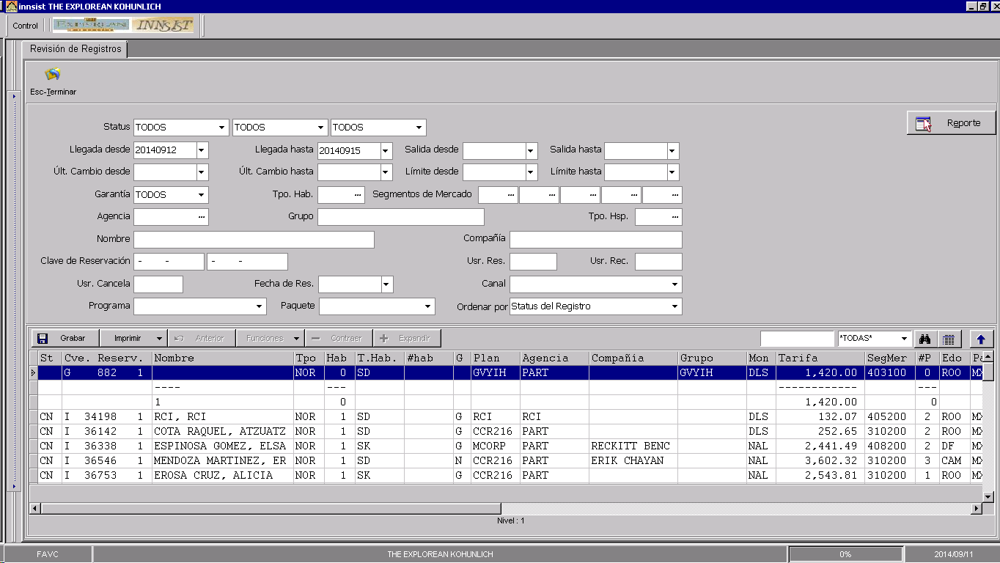 innsist THE EXPLOREAN KOHUNLICH
Control THE EXPLOREAN KOHUNLICH INNSIST
Revisión de Registros
Esc-Terminar
Reporte
Status TODOS TODOS TODOS
Llegada desde 20140912 Llegada hasta 20140915 Salida desde Salida hasta
Últ. Cambio desde Últ. Cambio hasta Límite desde Límite hasta
Garantía TODOS Tpo. Hab. ... Segmentos de Mercado ... ... ... ... ...
Agencia ... Grupo Tpo. Hsp. ...
Nombre Compañía
Clave de Reservación - - - - Usr. Res. Usr. Rec.
Usr. Cancela Fecha de Res. Canal
Programa Paquete Ordenar por Status del Registro
Grabar Imprimir Anterior Funciones Contraer Expandir *TODAS*
St Cve. Reserv. Nombre Tpo Hab T.Hab. #hab G Plan Agencia Compañía Grupo Mon Tarifa SegMer #P Edo Pa
G 882 1 NOR 0 SD GVYIH PART GVYIH DLS 1,420.00 403100 0 ROO MX
---- --- ------------ ---
1 0 1,420.00 0
CN I 34198 1 RCI, RCI NOR 1 SD G RCI RCI DLS 132.07 405200 2 ROO MX
CN I 36142 1 COTA RAQUEL, ATZUATZ NOR 1 SD G CCR216 PART DLS 252.65 310200 2 ROO MX
CN I 36338 1 ESPINOSA GOMEZ, ELSA NOR 1 SK G MCORP PART RECKITT BENC NAL 2,441.49 408200 2 DF MX
CN I 36546 1 MENDOZA MARTINEZ, ER NOR 1 SD N CCR216 PART ERIK CHAYAN NAL 3,602.32 310200 3 CAM MX
CN I 36753 1 EROSA CRUZ, ALICIA NOR 1 SK G CCR216 PART NAL 2,543.81 310200 1 ROO MX
Nivel : 1
FAVC THE EXPLOREAN KOHUNLICH 0% 2014/09/11